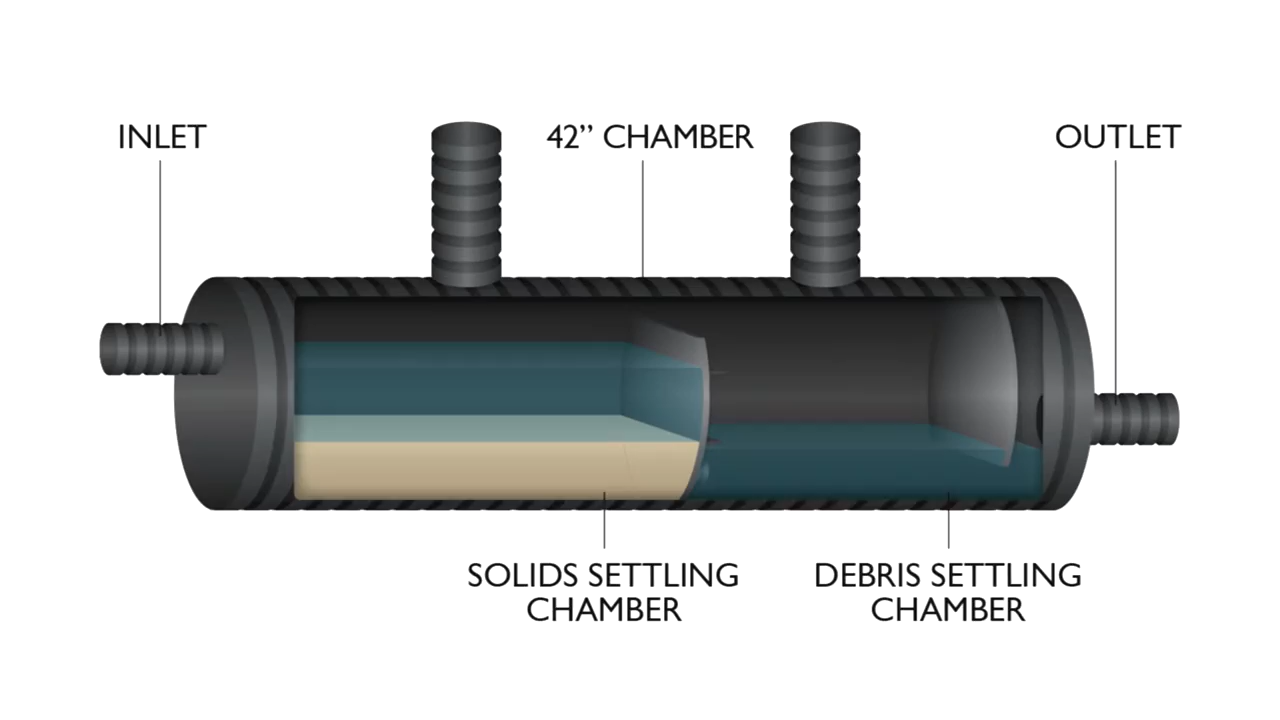 INLET
42” CHAMBER
OUTLET
SOLIDS SETTLING
CHAMBER
DEBRIS SETTLING
CHAMBER